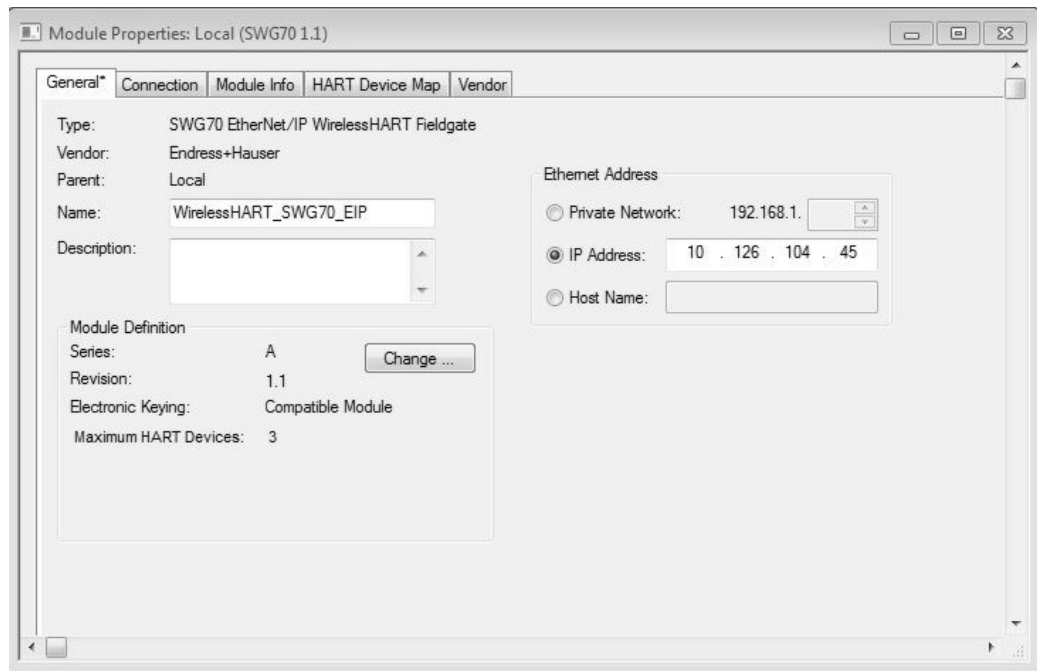 Module Properties: Local (SWG70 1.1)
General* Connection Module Info HART Device Map Vendor
Type: SWG70 EtherNet/IP WirelessHART Fieldgate
Vendor: Endress+Hauser
Parent: Local
Name: WirelessHART_SWG70_EIP
Description:
Module Definition
Series: A Change ...
Revision: 1.1
Electronic Keying: Compatible Module
Maximum HART Devices: 3
Ethernet Address
Private Network: 192.168.1.
IP Address: 10 . 126 . 104 . 45
Host Name: